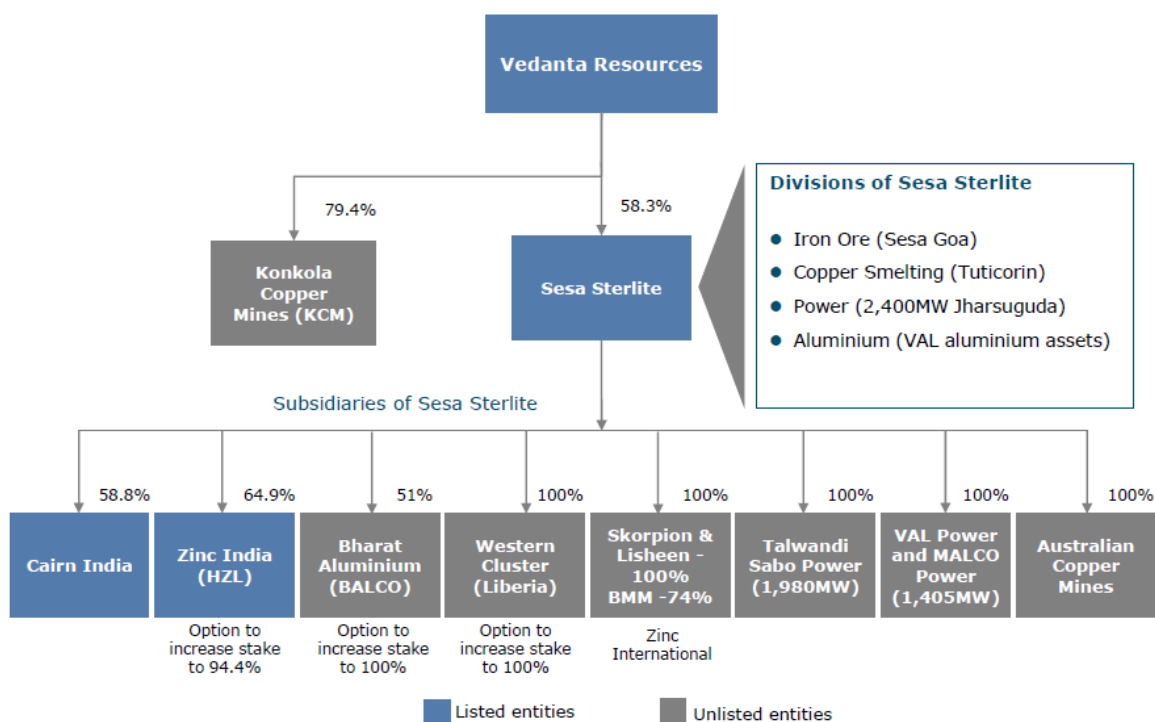 Vedanta Resources
79.4%
58.3%
Konkola
Copper
Mines (KCM)
Sesa Sterlite
Divisions of Sesa Sterlite
● Iron Ore (Sesa Goa)
● Copper Smelting (Tuticorin)
● Power (2,400MW Jharsuguda)
● Aluminium (VAL aluminium assets)
Subsidiaries of Sesa Sterlite
58.8%
64.9%
51%
100%
100%
100%
100%
100%
Cairn India
Zinc India
(HZL)
Bharat
Aluminium
(BALCO)
Western
Cluster
(Liberia)
Skorpion &
Lisheen -
100%
BMM -74%
Talwandi
Sabo Power
(1,980MW)
VAL Power
and MALCO
Power
(1,405MW)
Australian
Copper
Mines
Option to
increase stake
to 94.4%
Option to
increase stake
to 100%
Option to
increase stake
to 100%
Zinc
International
Listed entities
Unlisted entities